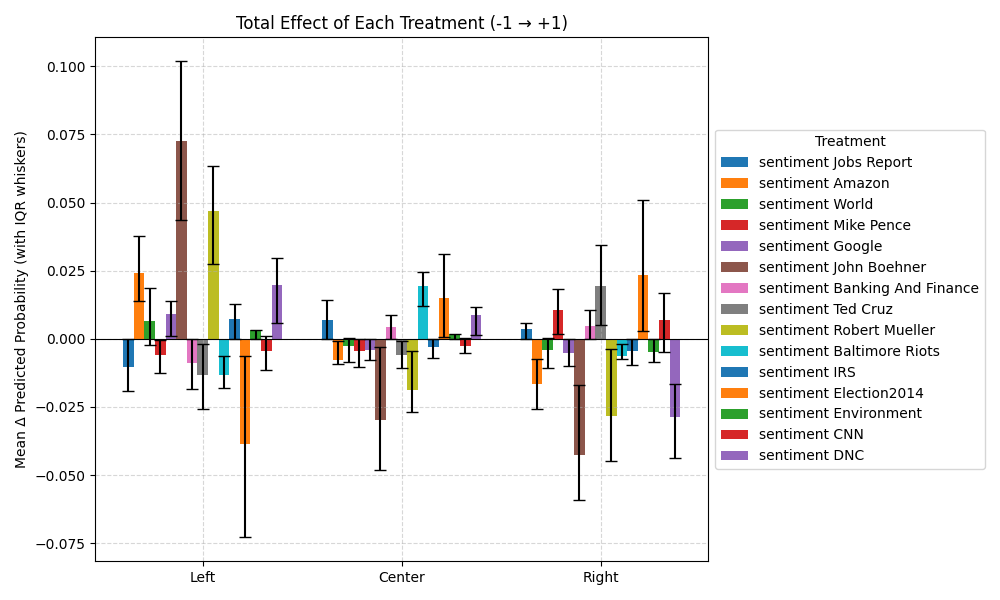 Total Effect of Each Treatment (-1 → +1)
Mean Δ Predicted Probability (with IQR whiskers)
0.100
0.075
0.050
0.025
0.000
−0.025
−0.050
−0.075
Left
Center
Right
Treatment
sentiment Jobs Report
sentiment Amazon
sentiment World
sentiment Mike Pence
sentiment Google
sentiment John Boehner
sentiment Banking And Finance
sentiment Ted Cruz
sentiment Robert Mueller
sentiment Baltimore Riots
sentiment IRS
sentiment Election2014
sentiment Environment
sentiment CNN
sentiment DNC